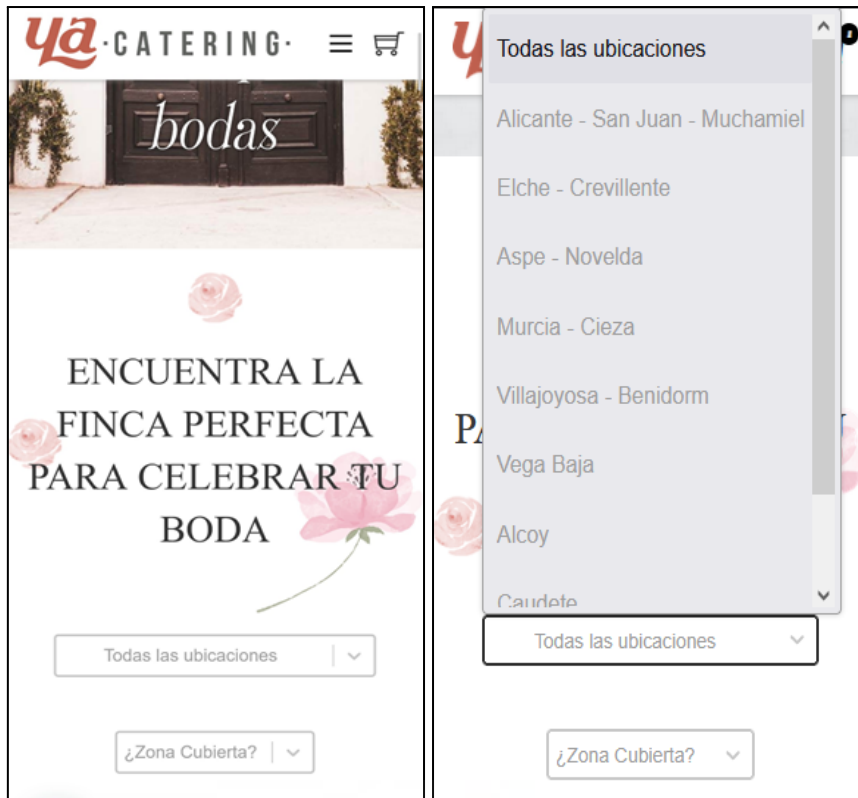 ya ·CATERING·
bodas
ENCUENTRA LA
FINCA PERFECTA
PARA CELEBRAR TU
BODA
Todas las ubicaciones
¿Zona Cubierta?
Todas las ubicaciones
Alicante - San Juan - Muchamiel
Elche - Crevillente
Aspe - Novelda
Murcia - Cieza
Villajoyosa - Benidorm
Vega Baja
Alcoy
Caudete
Todas las ubicaciones
¿Zona Cubierta?